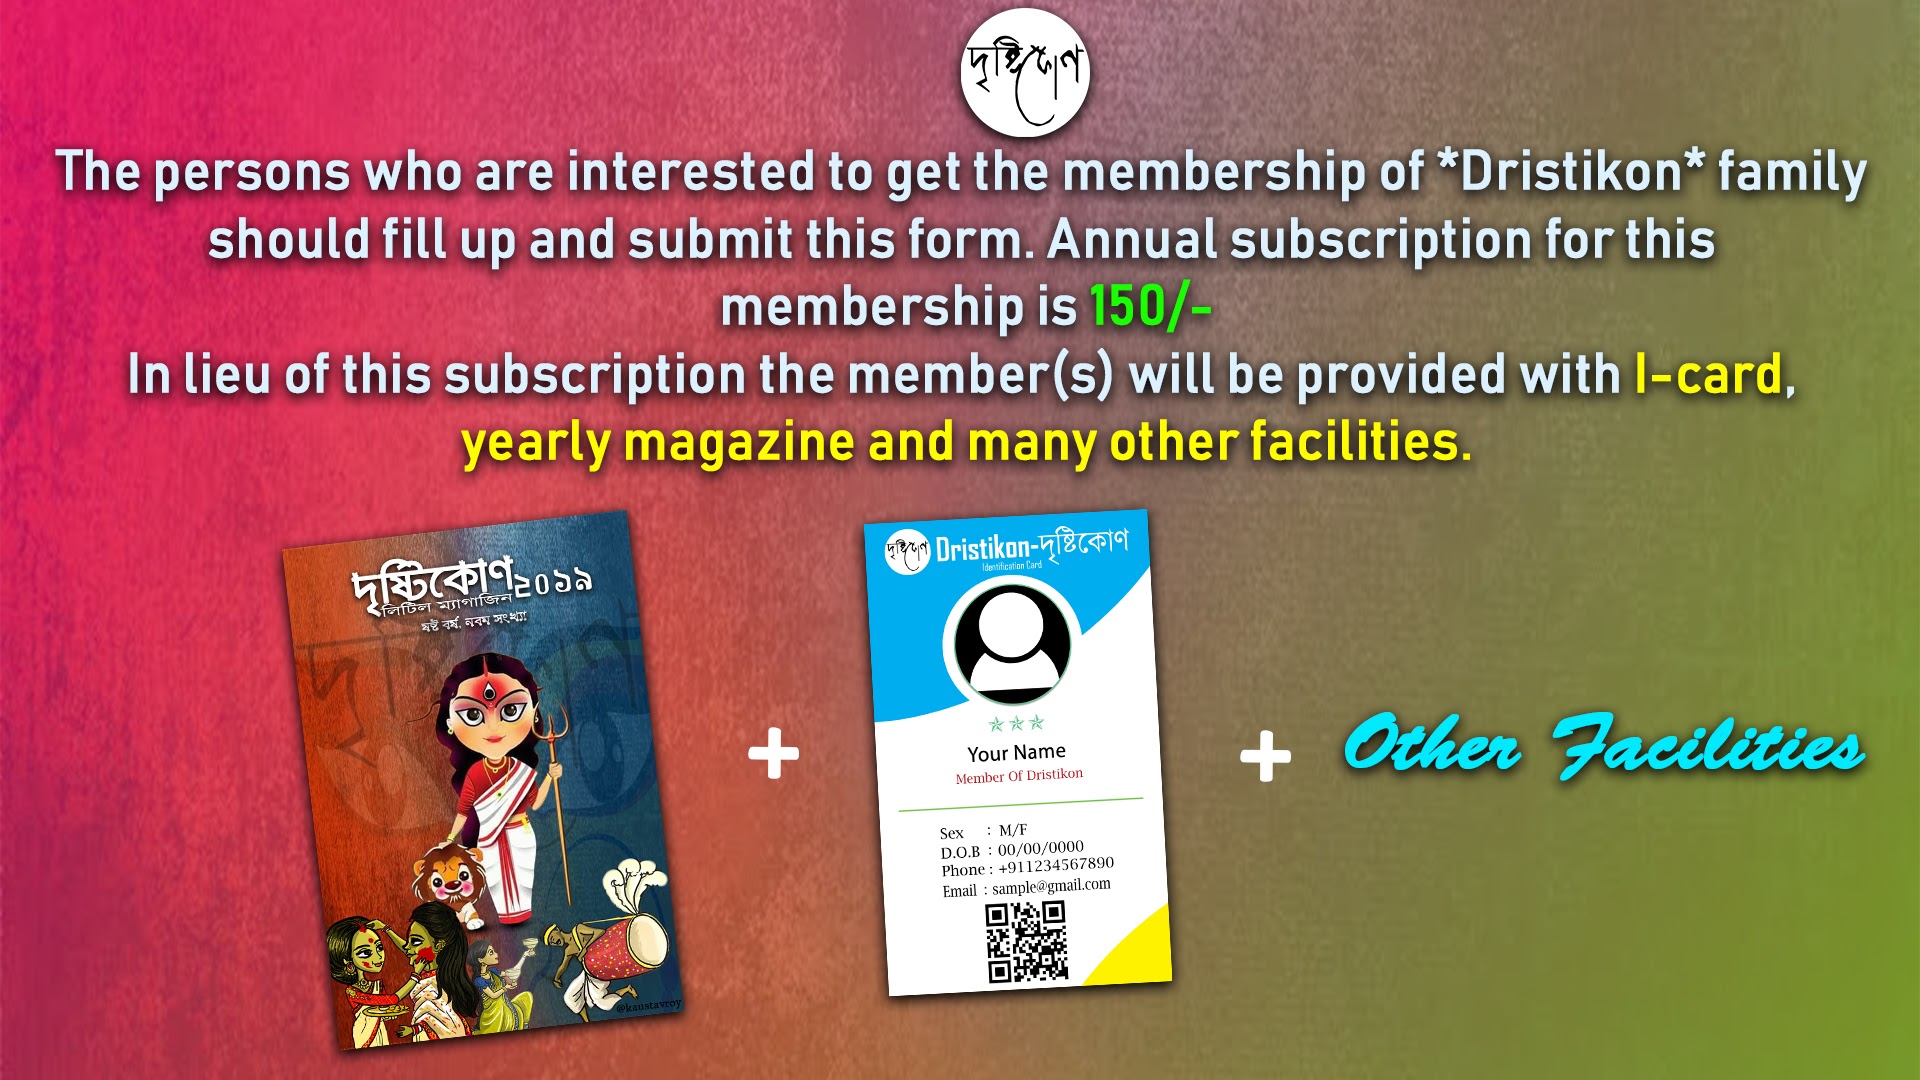 দৃষ্টিকোণ
The persons who are interested to get the membership of *Dristikon* family
should fill up and submit this form. Annual subscription for this
membership is 150/-
In lieu of this subscription the member(s) will be provided with I-card,
yearly magazine and many other facilities.
দৃষ্টিকোণ ২০১৯
লিটিল ম্যাগাজিন
ষষ্ট বর্ষ, নবম সংখ্যা
দৃষ্টিকোণ
@kaustavroy
+
দৃষ্টিকোণ Dristikon-দৃষ্টিকোণ
Identification Card
Your Name
Member Of Dristikon
Sex : M/F
D.O.B : 00/00/0000
Phone : +911234567890
Email : sample@gmail.com
+
Other Facilities